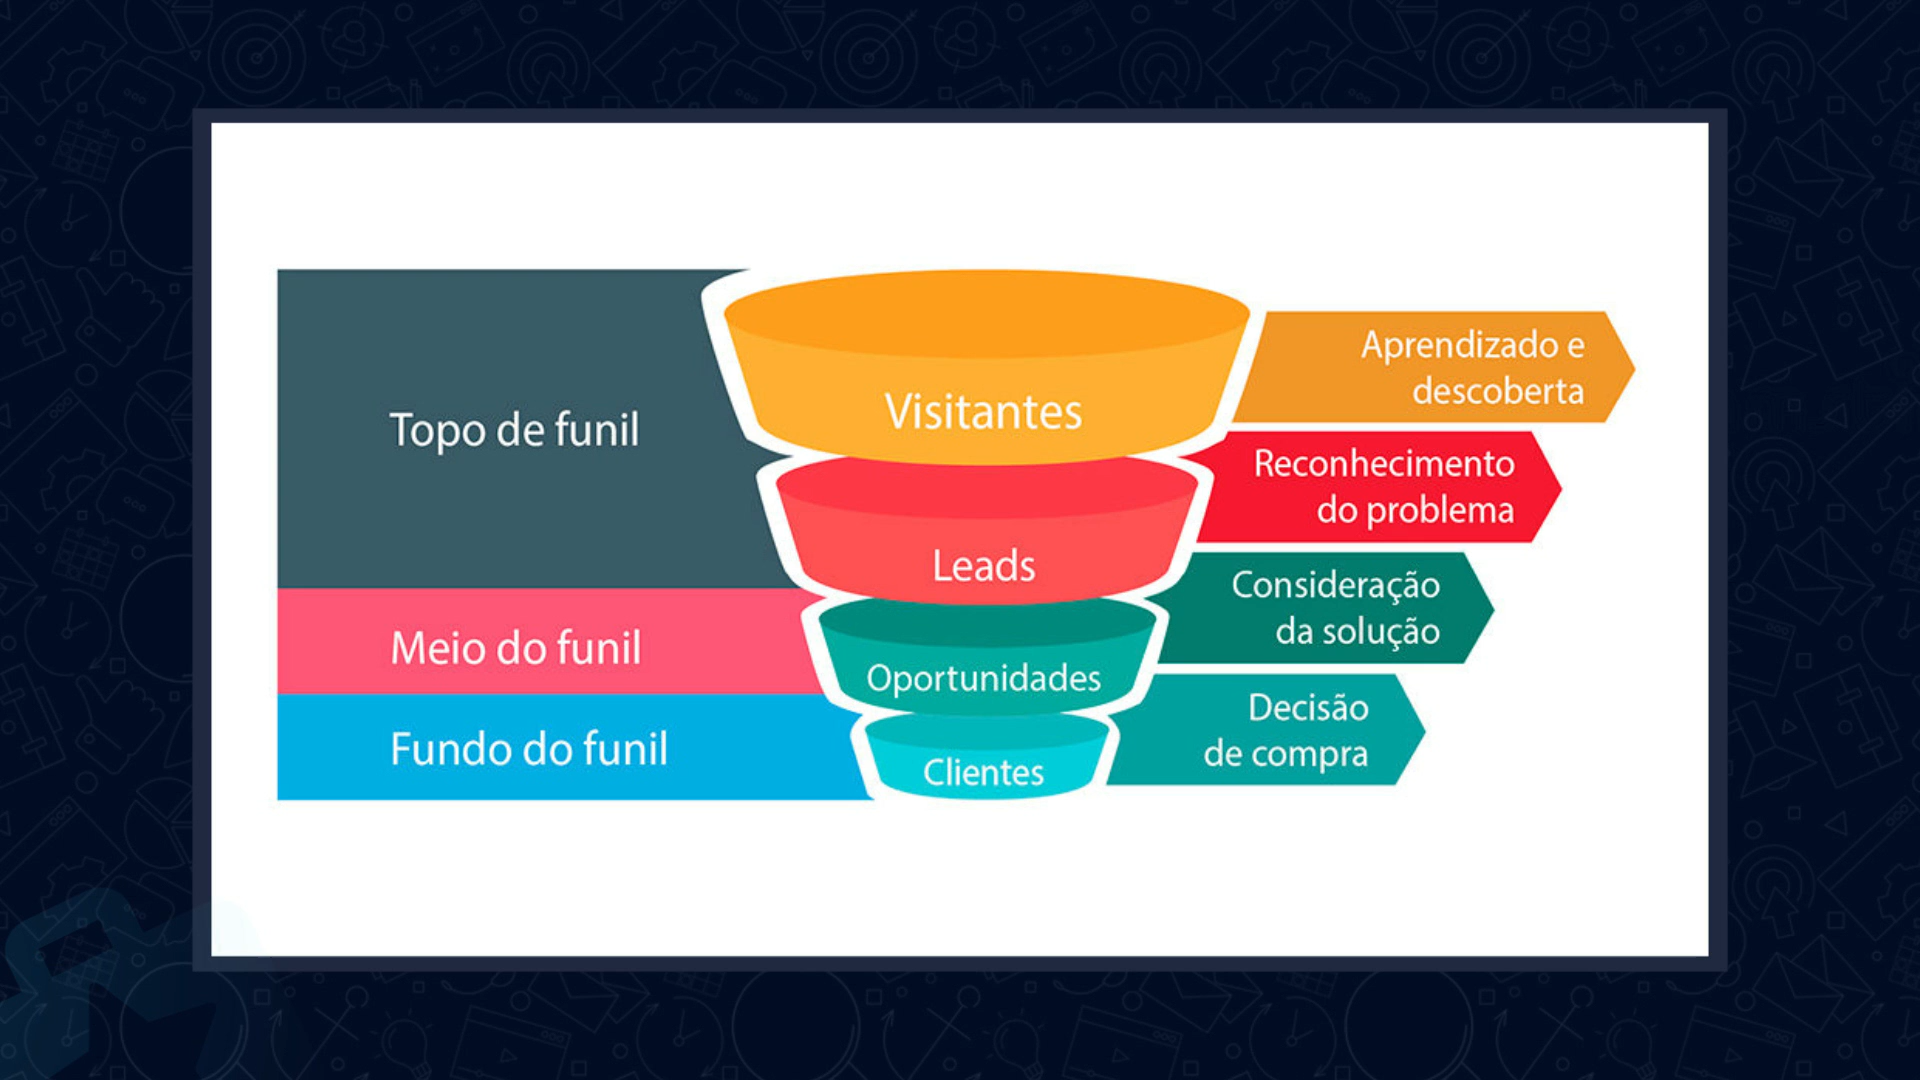 Topo de funil
Meio do funil
Fundo do funil
Visitantes
Leads
Oportunidades
Clientes
Aprendizado e
descoberta
Reconhecimento
do problema
Consideração
da solução
Decisão
de compra